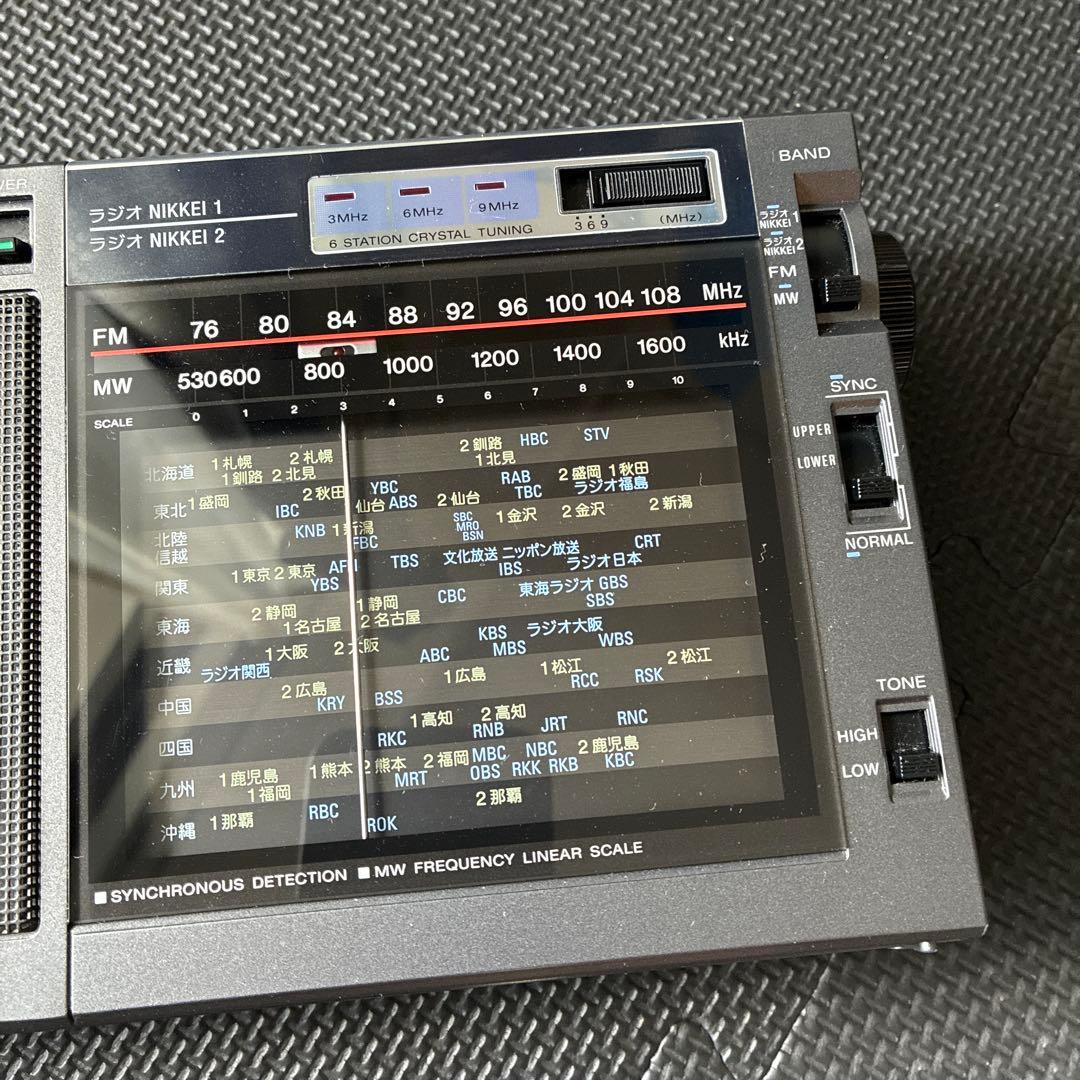 BAND
ラジオ NIKKEI 1
ラジオ NIKKEI 2
3MHz 6MHz 9MHz
6 STATION CRYSTAL TUNING
3 6 9 (MHz)
ラジオ NIKKEI 1
ラジオ NIKKEI 2
FM
MW
FM 76 80 84 88 92 96 100 104 108 MHz
MW 530 600 800 1000 1200 1400 1600 kHz
SCALE 0 1 2 3 4 5 6 7 8 9 10
SYNC
UPPER
LOWER
NORMAL
北海道 1札幌 2札幌 2釧路 HBC STV
1釧路 2北見 1北見
東北 1盛岡 2秋田 YBC RAB 2盛岡 1秋田
IBC 仙台 ABS 2仙台 TBC ラジオ福島
北陸 KNB 1新潟 SBC MRO 1金沢 2金沢 2新潟
信越 FBC BSN
関東 1東京 2東京 TBS 文化放送 ニッポン放送 CRT
YBS IBS ラジオ日本
東海 2静岡 1静岡 CBC 東海ラジオ GBS
1名古屋 2名古屋 SBS
近畿 1大阪 2大阪 KBS ラジオ大阪
ラジオ関西 ABC MBS WBS
中国 2広島 1広島 1松江 2松江
KRY BSS RCC RSK
四国 1高知 2高知
RKC RNB JRT RNC
九州 1鹿児島 1熊本 2熊本 2福岡 MBC NBC 2鹿児島
1福岡 MRT OBS RKK RKB KBC
沖縄 1那覇 RBC ROK 2那覇
TONE
HIGH
LOW
■SYNCHRONOUS DETECTION ■MW FREQUENCY LINEAR SCALE